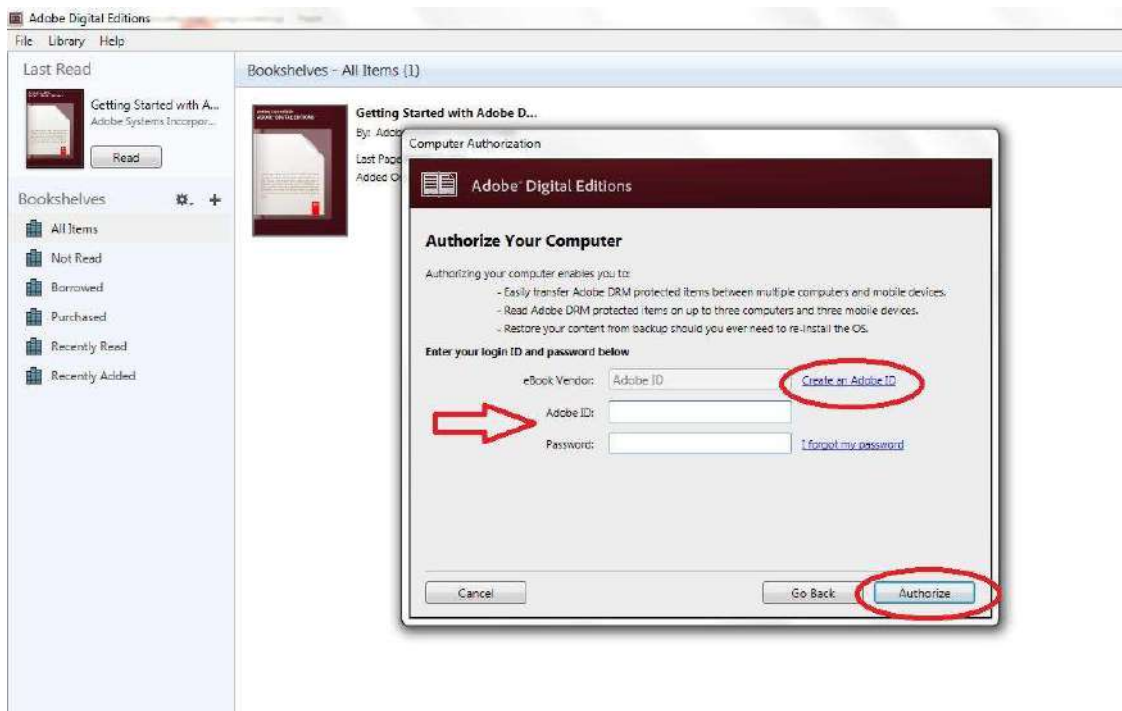 Adobe Digital Editions
File Library Help
Last Read
Getting Started with A...
Adobe Systems Incorpor...
Read
Bookshelves
All Items
Not Read
Borrowed
Purchased
Recently Read
Recently Added
Bookshelves - All Items (1)
Getting Started with Adobe D...
By: Adobe
Last Page
Added O
Computer Authorization
Adobe® Digital Editions
Authorize Your Computer
Authorizing your computer enables you to:
- Easily transfer Adobe DRM protected items between multiple computers and mobile devices.
- Read Adobe DRM protected items on up to three computers and three mobile devices.
- Restore your content from backup should you ever need to re-install the OS.
Enter your login ID and password below
eBook Vendor: Adobe ID Create an Adobe ID
Adobe ID:
Password: I forgot my password
Cancel Go Back Authorize